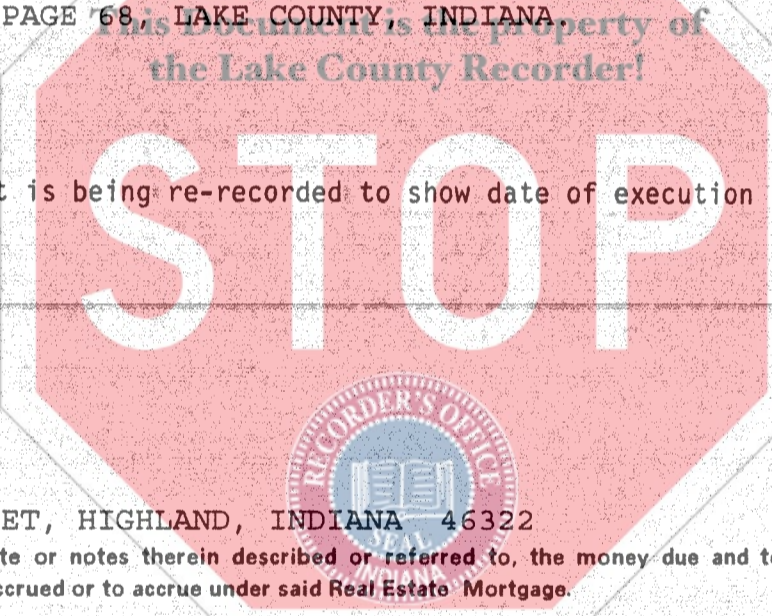 PAGE 68, LAKE COUNTY, INDIANA.
This Document is the property of
the Lake County Recorder!
STOP
t is being re-recorded to show date of execution
RECORDER'S OFFICE
SEAL
INDIANA
ET, HIGHLAND, INDIANA 46322
te or notes therein described or referred to, the money due and to
ccrued or to accrue under said Real Estate Mortgage.